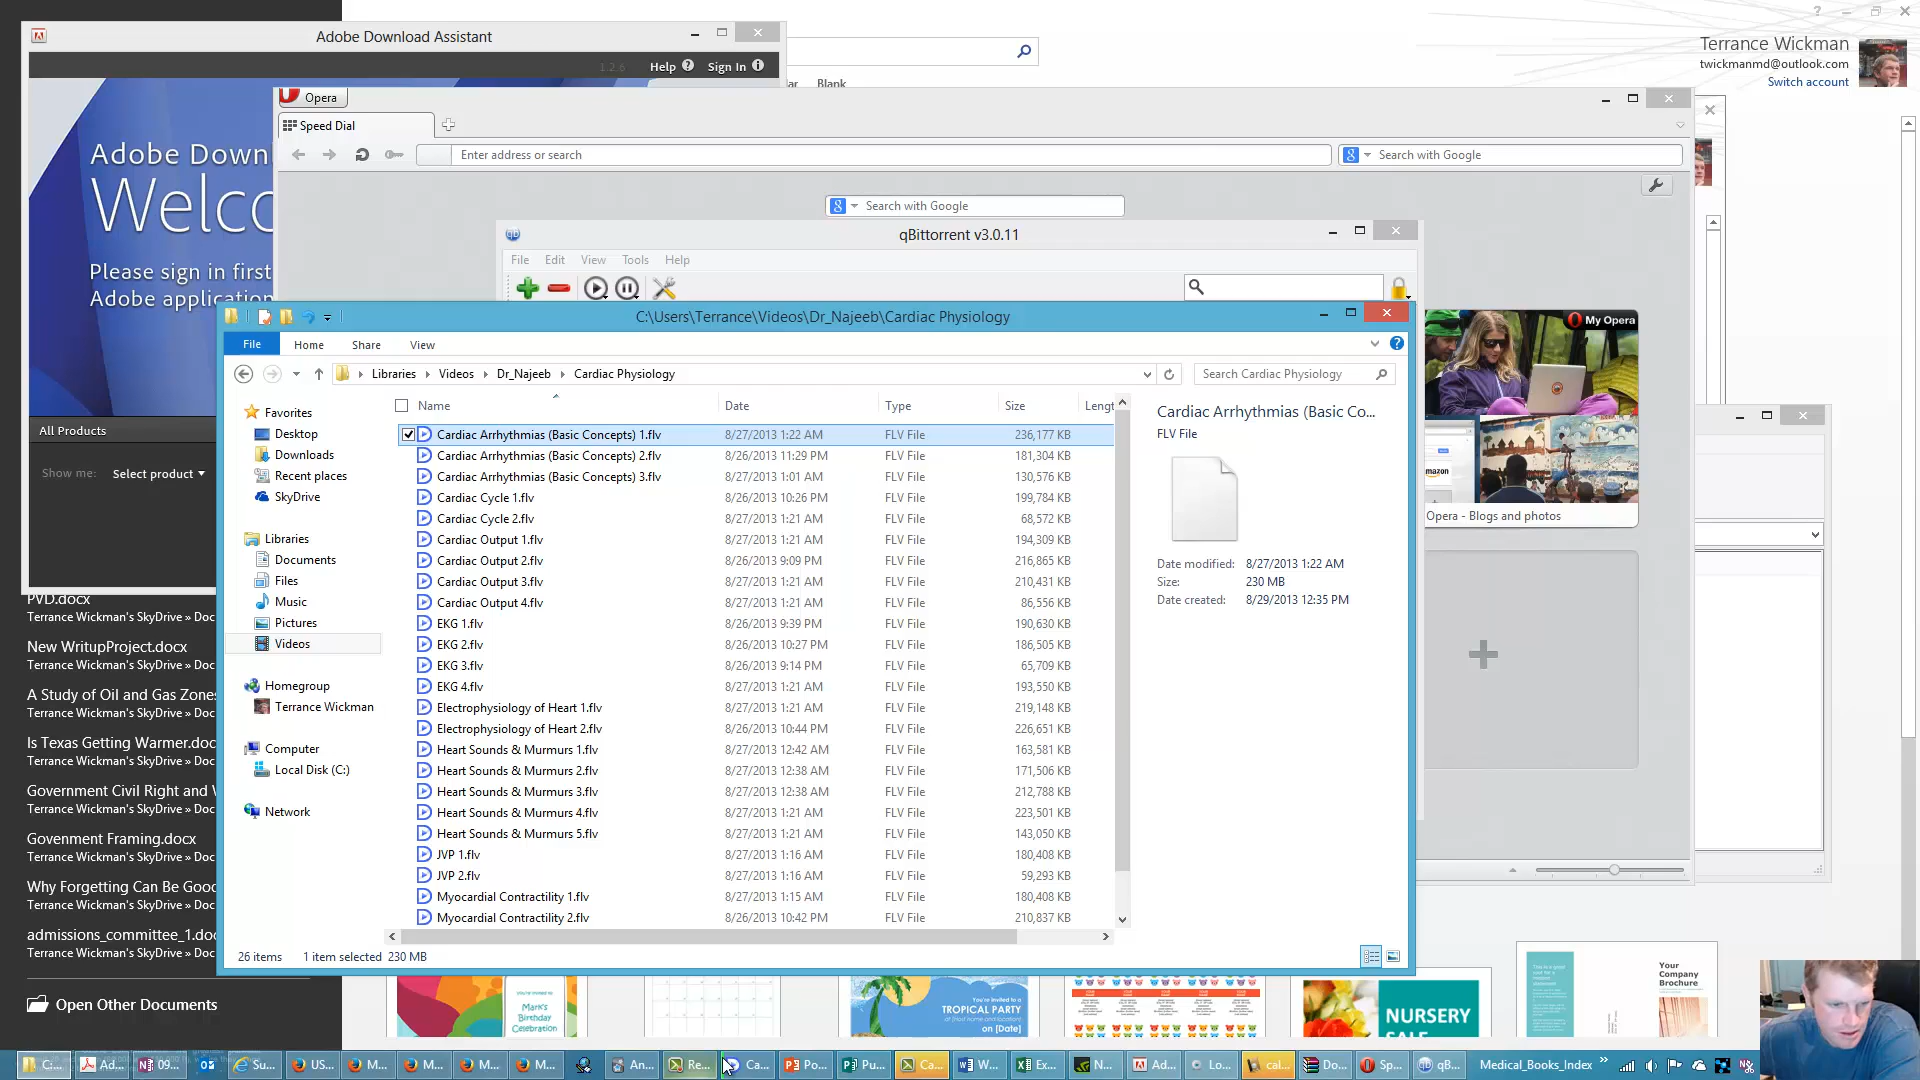 Adobe Download Assistant
1.2.6 Help Sign In
Adobe Down
Welco
Please sign in first
Adobe application
All Products
Show me: Select product
Blank
Terrance Wickman
twickmanmd@outlook.com
Switch account
Opera
Speed Dial
Enter address or search
Search with Google
Search with Google
qBittorrent v3.0.11
File Edit View Tools Help
C:\Users\Terrance\Videos\Dr_Najeeb\Cardiac Physiology
File Home Share View
Libraries Videos Dr_Najeeb Cardiac Physiology
Search Cardiac Physiology
Favorites
Desktop
Downloads
Recent places
SkyDrive
Libraries
Documents
Files
Music
Pictures
Videos
Homegroup
Terrance Wickman
Computer
Local Disk (C:)
Network
Name Date Type Size Lengt
Cardiac Arrhythmias (Basic Concepts) 1.flv 8/27/2013 1:22 AM FLV File 236,177 KB
Cardiac Arrhythmias (Basic Concepts) 2.flv 8/26/2013 11:29 PM FLV File 181,304 KB
Cardiac Arrhythmias (Basic Concepts) 3.flv 8/27/2013 1:01 AM FLV File 130,576 KB
Cardiac Cycle 1.flv 8/26/2013 10:26 PM FLV File 199,784 KB
Cardiac Cycle 2.flv 8/27/2013 1:21 AM FLV File 68,572 KB
Cardiac Output 1.flv 8/27/2013 1:21 AM FLV File 194,309 KB
Cardiac Output 2.flv 8/26/2013 9:09 PM FLV File 216,865 KB
Cardiac Output 3.flv 8/27/2013 1:21 AM FLV File 210,431 KB
Cardiac Output 4.flv 8/27/2013 1:21 AM FLV File 86,556 KB
EKG 1.flv 8/26/2013 9:39 PM FLV File 190,630 KB
EKG 2.flv 8/26/2013 10:27 PM FLV File 186,505 KB
EKG 3.flv 8/26/2013 9:14 PM FLV File 65,709 KB
EKG 4.flv 8/27/2013 1:21 AM FLV File 193,550 KB
Electrophysiology of Heart 1.flv 8/27/2013 1:21 AM FLV File 219,148 KB
Electrophysiology of Heart 2.flv 8/26/2013 10:44 PM FLV File 226,651 KB
Heart Sounds & Murmurs 1.flv 8/27/2013 12:42 AM FLV File 163,581 KB
Heart Sounds & Murmurs 2.flv 8/27/2013 12:38 AM FLV File 171,506 KB
Heart Sounds & Murmurs 3.flv 8/27/2013 12:38 AM FLV File 212,788 KB
Heart Sounds & Murmurs 4.flv 8/27/2013 1:21 AM FLV File 223,501 KB
Heart Sounds & Murmurs 5.flv 8/27/2013 1:21 AM FLV File 143,050 KB
JVP 1.flv 8/27/2013 1:16 AM FLV File 180,408 KB
JVP 2.flv 8/27/2013 1:16 AM FLV File 59,293 KB
Myocardial Contractility 1.flv 8/27/2013 1:15 AM FLV File 180,408 KB
Myocardial Contractility 2.flv 8/26/2013 10:42 PM FLV File 210,837 KB
Cardiac Arrhythmias (Basic Co...
FLV File
Date modified: 8/27/2013 1:22 AM
Size: 230 MB
Date created: 8/29/2013 12:35 PM
26 items 1 item selected 230 MB
My Opera
amazon
Opera - Blogs and photos
PVD.docx
Terrance Wickman's SkyDrive » Doc
New WritupProject.docx
Terrance Wickman's SkyDrive » Doc
A Study of Oil and Gas Zones
Terrance Wickman's SkyDrive » Doc
Is Texas Getting Warmer.doc
Terrance Wickman's SkyDrive » Doc
Government Civil Right and
Terrance Wickman's SkyDrive » Doc
Govenment Framing.docx
Terrance Wickman's SkyDrive » Doc
Why Forgetting Can Be Good
Terrance Wickman's SkyDrive » Doc
admissions_committee_1.doc
Terrance Wickman's SkyDrive » Doc
Open Other Documents
Mark's
Birthday
Celebration
You're invited to a
TROPICAL PARTY
on [Date]
NURSERY
SALE
Your
Company
Brochure
Ci... Ad... 09... Su... US... M... M... M... M... An... Re... Ca... Po... Pu... Ca... W... Ex... N... Ad... Lo... cal... Do... Sp... qB... Medical_Books_Index